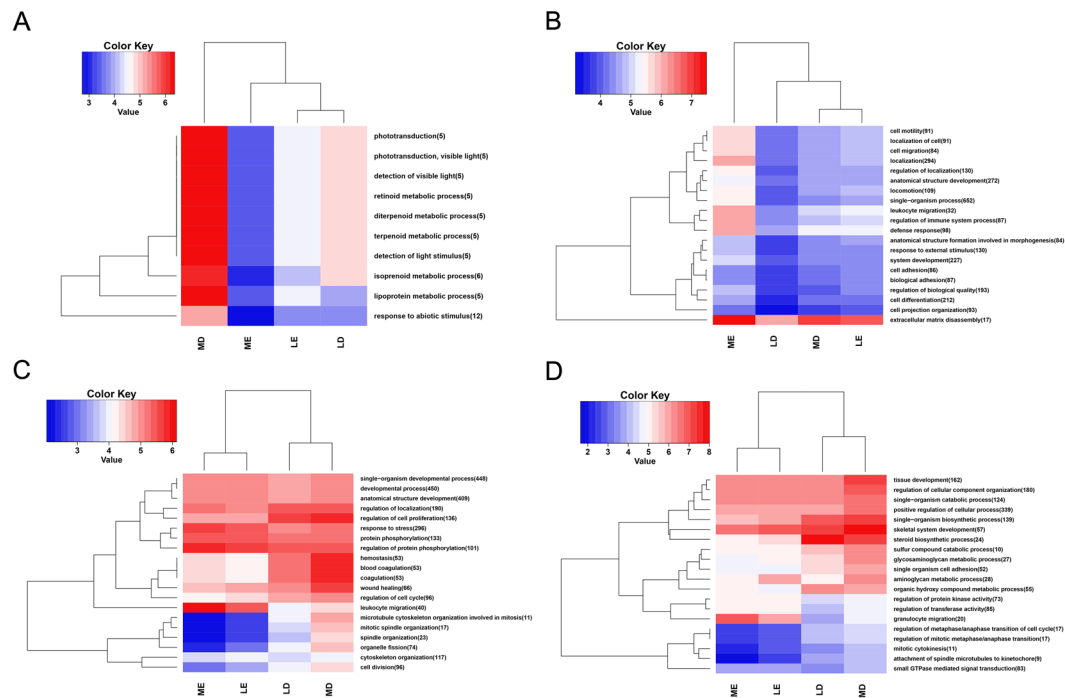 A
Color Key
3 4 5 6
Value
phototransduction(5)
phototransduction, visible light(5)
detection of visible light(5)
retinoid metabolic process(5)
diterpenoid metabolic process(5)
terpenoid metabolic process(5)
detection of light stimulus(5)
isoprenoid metabolic process(6)
lipoprotein metabolic process(5)
response to abiotic stimulus(12)
MD ME LE LD
B
Color Key
4 5 6 7
Value
cell motility(91)
localization of cell(91)
cell migration(84)
localization(294)
regulation of localization(130)
anatomical structure development(272)
locomotion(109)
single−organism process(652)
leukocyte migration(32)
regulation of immune system process(87)
defense response(98)
anatomical structure formation involved in morphogenesis(84)
response to external stimulus(130)
system development(227)
cell adhesion(86)
biological adhesion(87)
regulation of biological quality(193)
cell differentiation(212)
cell projection organization(93)
extracellular matrix disassembly(17)
ME LD MD LE
C
Color Key
3 4 5 6
Value
single−organism developmental process(448)
developmental process(450)
anatomical structure development(409)
regulation of localization(190)
regulation of cell proliferation(136)
response to stress(296)
protein phosphorylation(133)
regulation of protein phosphorylation(101)
hemostasis(53)
blood coagulation(53)
coagulation(53)
wound healing(66)
regulation of cell cycle(96)
leukocyte migration(40)
microtubule cytoskeleton organization involved in mitosis(11)
mitotic spindle organization(17)
spindle organization(23)
organelle fission(74)
cytoskeleton organization(117)
cell division(96)
ME LE LD MD
D
Color Key
2 3 4 5 6 7 8
Value
tissue development(162)
regulation of cellular component organization(180)
single−organism catabolic process(124)
positive regulation of cellular process(339)
single−organism biosynthetic process(139)
skeletal system development(57)
steroid biosynthetic process(24)
sulfur compound catabolic process(10)
glycosaminoglycan metabolic process(27)
single organism cell adhesion(52)
aminoglycan metabolic process(28)
organic hydroxy compound metabolic process(55)
regulation of protein kinase activity(73)
regulation of transferase activity(85)
granulocyte migration(20)
regulation of metaphase/anaphase transition of cell cycle(17)
regulation of mitotic metaphase/anaphase transition(17)
mitotic cytokinesis(11)
attachment of spindle microtubules to kinetochore(9)
small GTPase mediated signal transduction(83)
ME LE LD MD